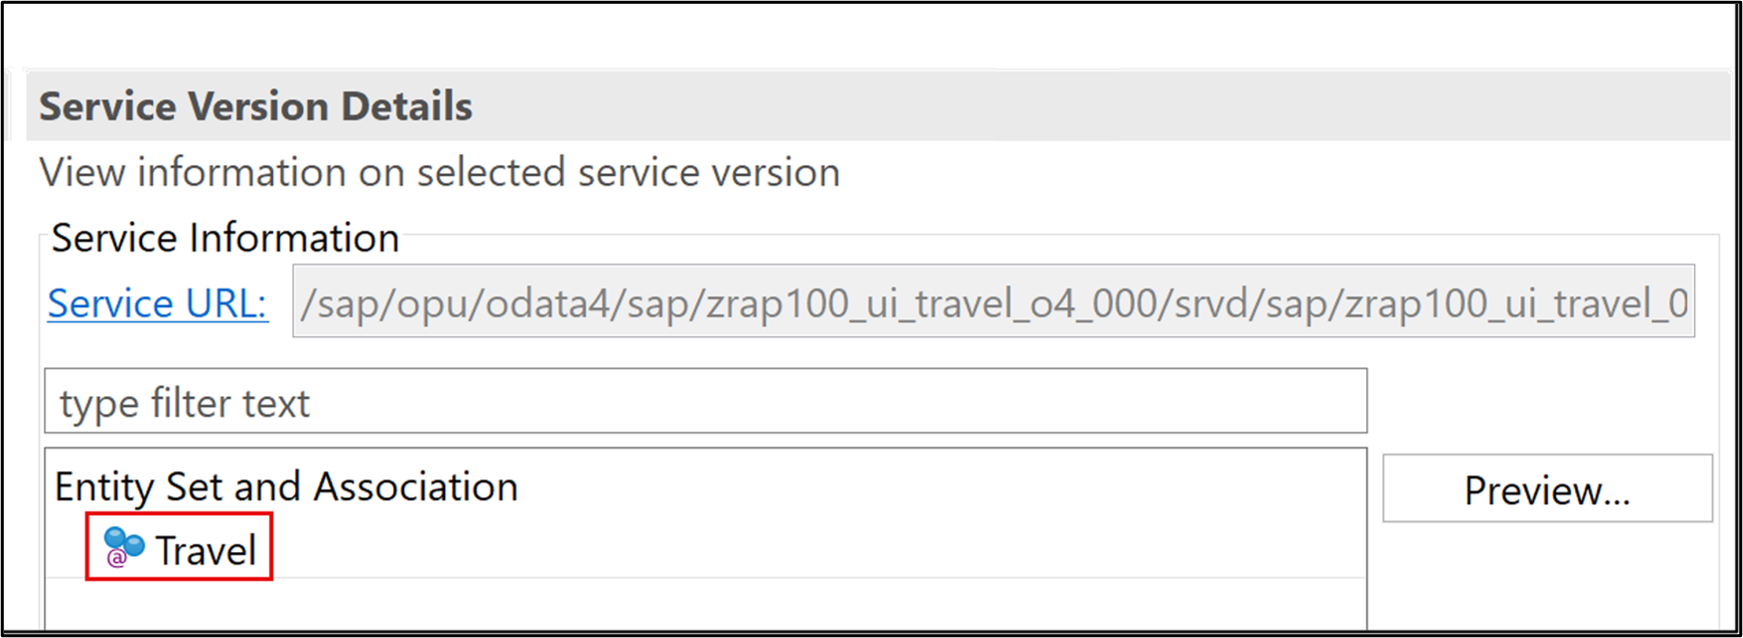 Service Version Details
View information on selected service version
Service Information
Service URL: /sap/opu/odata4/sap/zrap100_ui_travel_o4_000/srvd/sap/zrap100_ui_travel_0
type filter text
Entity Set and Association
Preview...
@ Travel